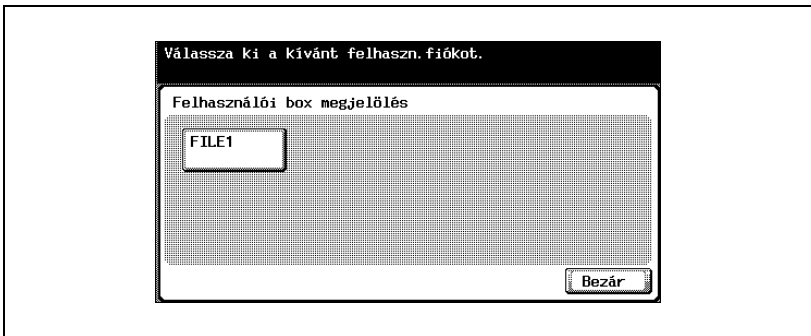 Válassza ki a kívánt felhaszn.fiókot.
Felhasználói box megjelölés
FILE1
Bezár